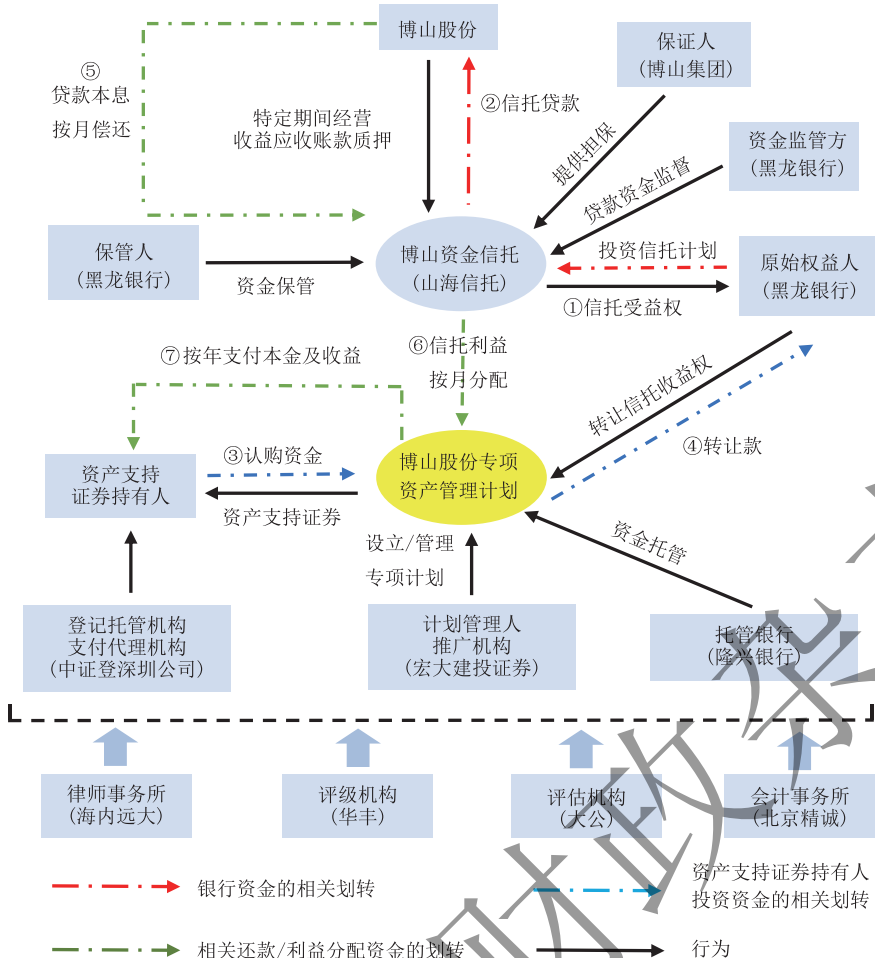 博山股份
保证人
(博山集团)
⑤
贷款本息
按月偿还
特定期间经营
收益应收账款质押
②信托贷款
提供担保
资金监管方
(黑龙银行)
贷款资金监督
保管人
(黑龙银行)
资金保管
博山资金信托
(山海信托)
投资信托计划
①信托受益权
原始权益人
(黑龙银行)
⑦按年支付本金及收益
⑥信托利益
按月分配
转让信托收益权
④转让款
资产支持
证券持有人
③认购资金
资产支持证券
博山股份专项
资产管理计划
设立/管理
专项计划
资金托管
登记托管机构
支付代理机构
(中证登深圳公司)
计划管理人
推广机构
(宏大建投证券)
托管银行
(隆兴银行)
律师事务所
(海内远大)
评级机构
(华丰)
评估机构
(大公)
会计事务所
(北京精诚)
银行资金的相关划转
资产支持证券持有人
投资资金的相关划转
相关还款/利益分配资金的划转
行为
财政杂